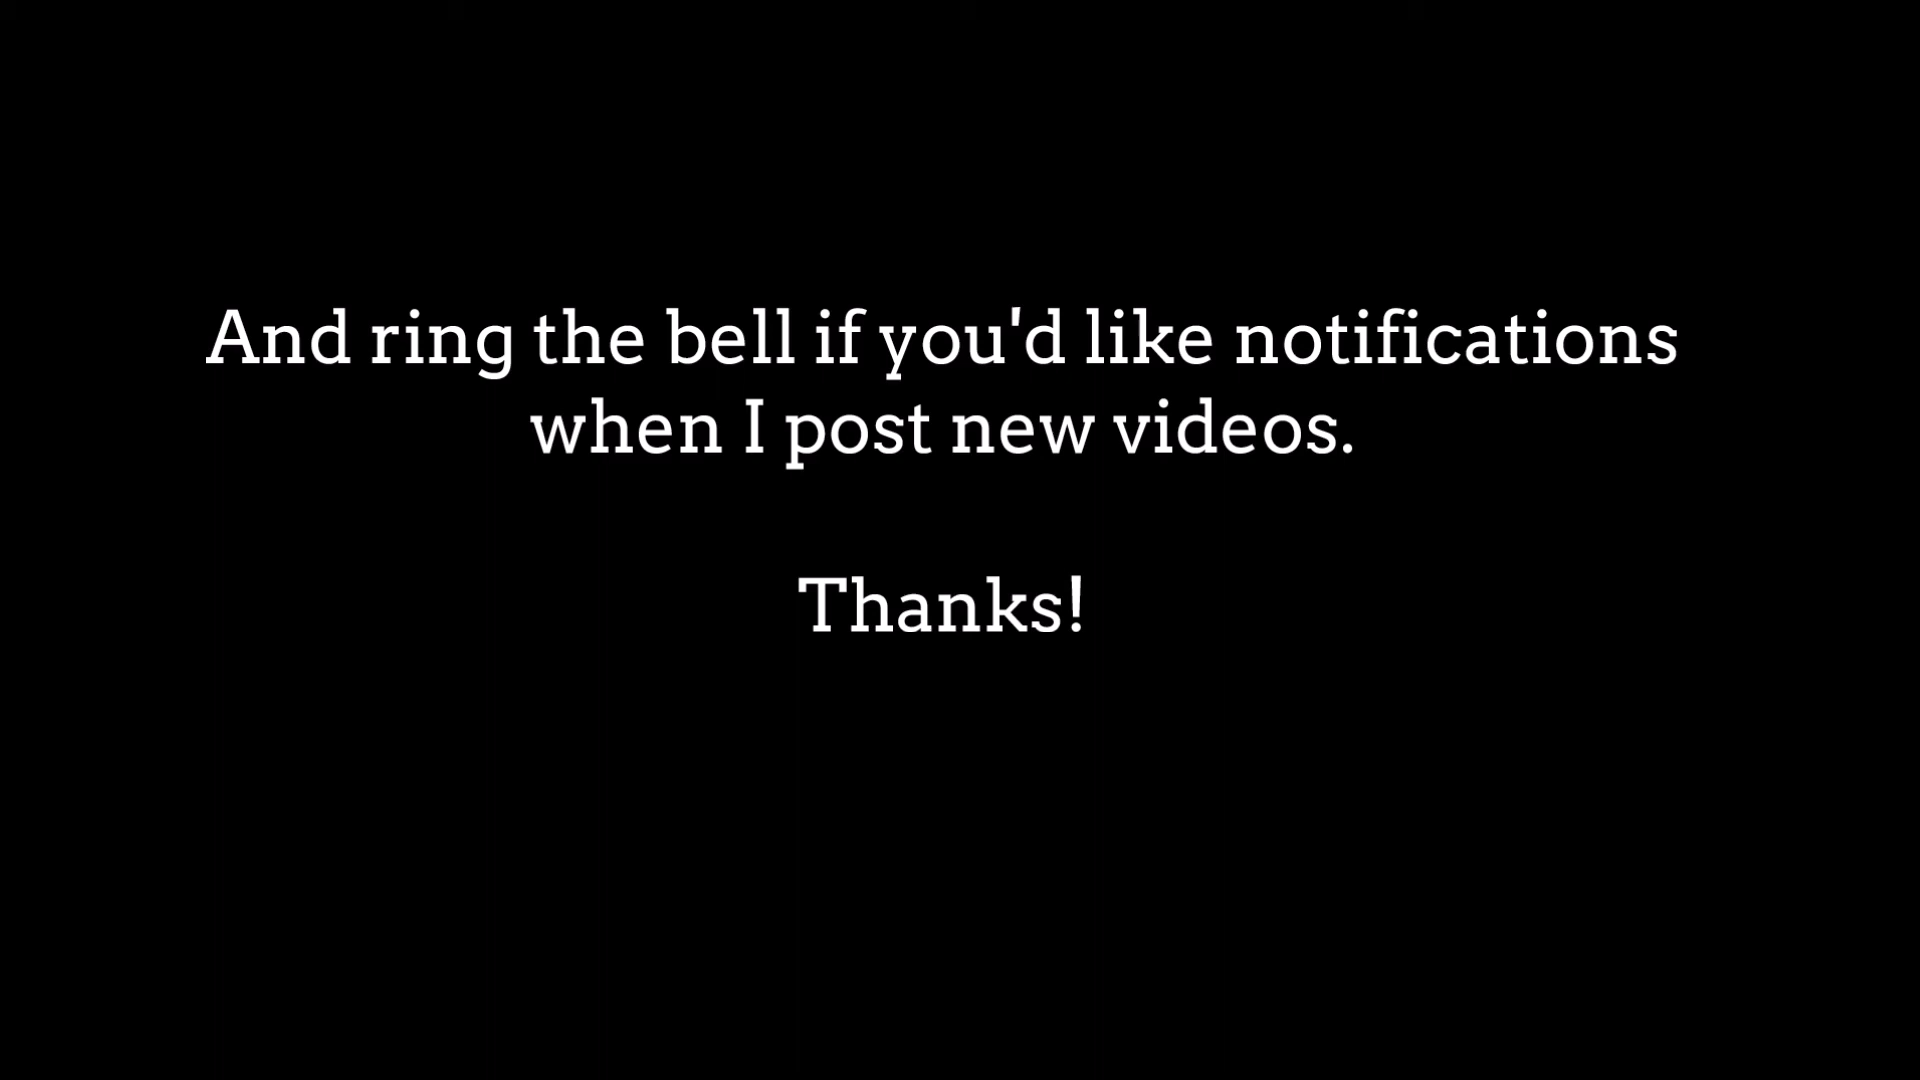 And ring the bell if you'd like notifications
when I post new videos.
Thanks!